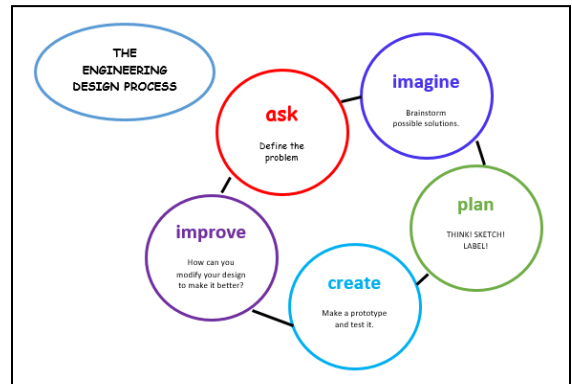 THE
ENGINEERING
DESIGN PROCESS
ask
Define the
problem
imagine
Brainstorm
possible solutions.
plan
THINK! SKETCH!
LABEL!
create
Make a prototype
and test it.
improve
How can you
modify your design
to make it better?